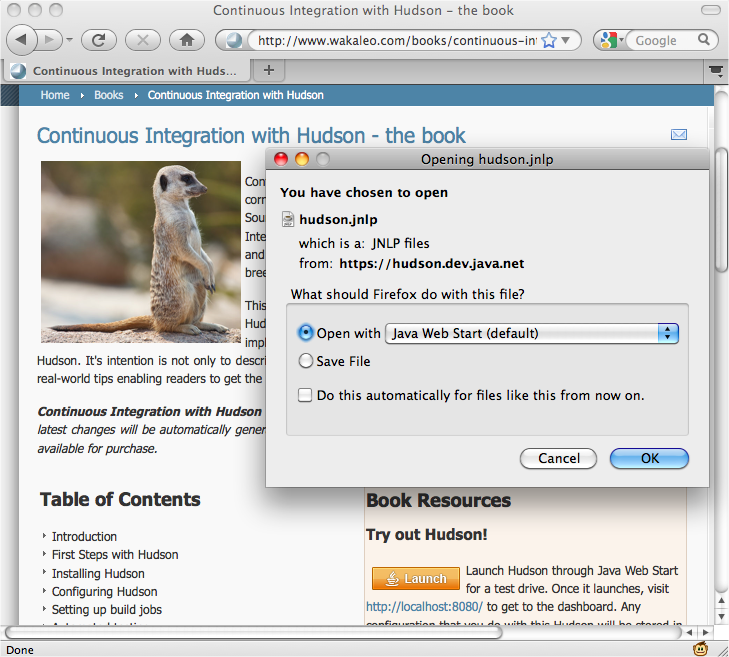 Continuous Integration with Hudson – the book
http://www.wakaleo.com/books/continuous-in
Google
Continuous Integration with Huds...
Home Books Continuous Integration with Hudson
Continuous Integration with Hudson - the book
Opening hudson.jnlp
You have chosen to open
hudson.jnlp
which is a: JNLP files
from: https://hudson.dev.java.net
What should Firefox do with this file?
Open with Java Web Start (default)
Save File
Do this automatically for files like this from now on.
Cancel OK
Con
corn
Sou
Inte
and
bree
This
Hud
impl
Hudson. It's intention is not only to descri
real-world tips enabling readers to get the
Continuous Integration with Hudson
latest changes will be automatically gener
available for purchase.
Table of Contents
Introduction
First Steps with Hudson
Installing Hudson
Configuring Hudson
Setting up build jobs
Book Resources
Try out Hudson!
Launch
Launch Hudson through Java Web Start
for a test drive. Once it launches, visit
http://localhost:8080/ to get to the dashboard. Any
configuration that you do with this Hudson will be stored in
Done